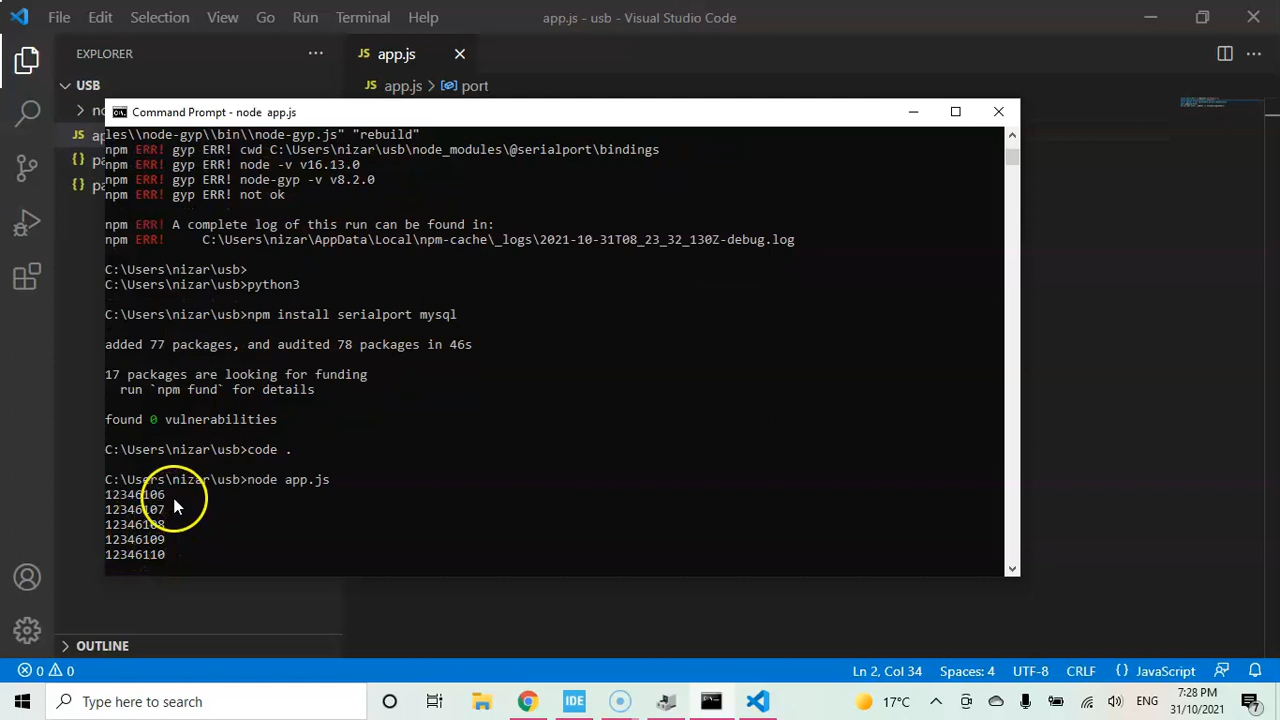 File Edit Selection View Go Run Terminal Help app.js - usb - Visual Studio Code
EXPLORER
JS app.js
USB
JS app.js > port
Command Prompt - node app.js
les\\node-gyp\\bin\\node-gyp.js" "rebuild"
npm ERR! gyp ERR! cwd C:\Users\nizar\usb\node_modules\@serialport\bindings
npm ERR! gyp ERR! node -v v16.13.0
npm ERR! gyp ERR! node-gyp -v v8.2.0
npm ERR! gyp ERR! not ok
npm ERR! A complete log of this run can be found in:
npm ERR!     C:\Users\nizar\AppData\Local\npm-cache\_logs\2021-10-31T08_23_32_130Z-debug.log
C:\Users\nizar\usb>
C:\Users\nizar\usb>python3
C:\Users\nizar\usb>npm install serialport mysql
added 77 packages, and audited 78 packages in 46s
17 packages are looking for funding
run `npm fund` for details
found 0 vulnerabilities
C:\Users\nizar\usb>code .
C:\Users\nizar\usb>node app.js
12346106
12346107
12346108
12346109
12346110
OUTLINE
0 0 Ln 2, Col 34 Spaces: 4 UTF-8 CRLF {} JavaScript
Type here to search IDE 17°C ENG 7:28 PM 31/10/2021 7